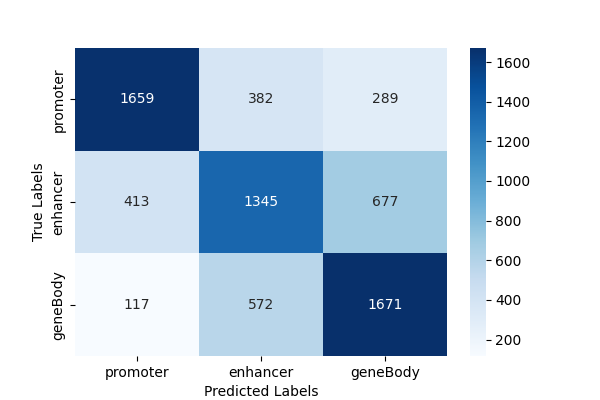 promoter
1659 382 289
enhancer
413 1345 677
geneBody
117 572 1671
True Labels
promoter enhancer geneBody
Predicted Labels
1600
1400
1200
1000
800
600
400
200